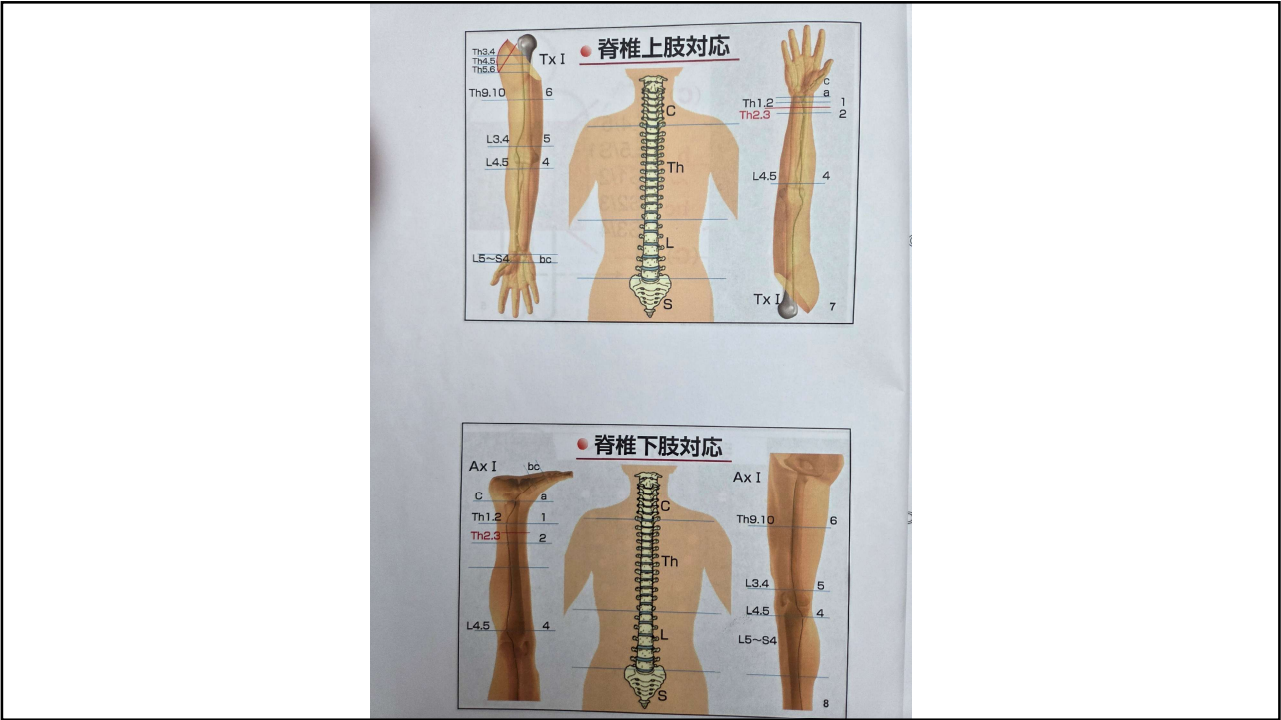 脊椎上肢対応
Th3.4
Th4.5
Th5.6
Tx I
Th9.10 6
L3.4 5
L4.5 4
L5～S4 bc
C
Th
L
S
c
a
Th1.2 1
Th2.3 2
L4.5 4
Tx I
7
脊椎下肢対応
Ax I bc
C a
Th1.2 1
Th2.3 2
L4.5 4
C
Th
L
S
Ax I
Th9.10 6
L3.4 5
L4.5 4
L5～S4
8